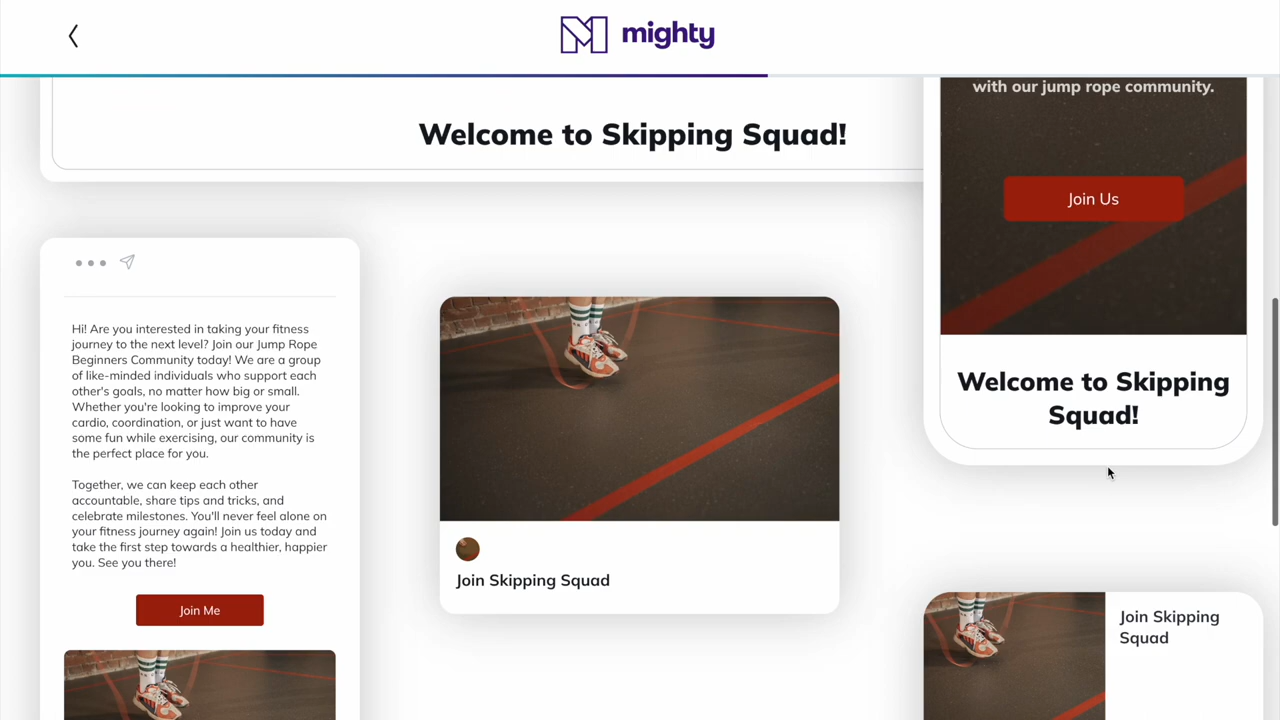 mighty
with our jump rope community.
Welcome to Skipping Squad!
Join Us
Hi! Are you interested in taking your fitness
journey to the next level? Join our Jump Rope
Beginners Community today! We are a group
of like-minded individuals who support each
other's goals, no matter how big or small.
Whether you're looking to improve your
cardio, coordination, or just want to have
some fun while exercising, our community is
the perfect place for you.
Together, we can keep each other
accountable, share tips and tricks, and
celebrate milestones. You'll never feel alone on
your fitness journey again! Join us today and
take the first step towards a healthier, happier
you. See you there!
Join Me
Join Skipping Squad
Welcome to Skipping
Squad!
Join Skipping
Squad